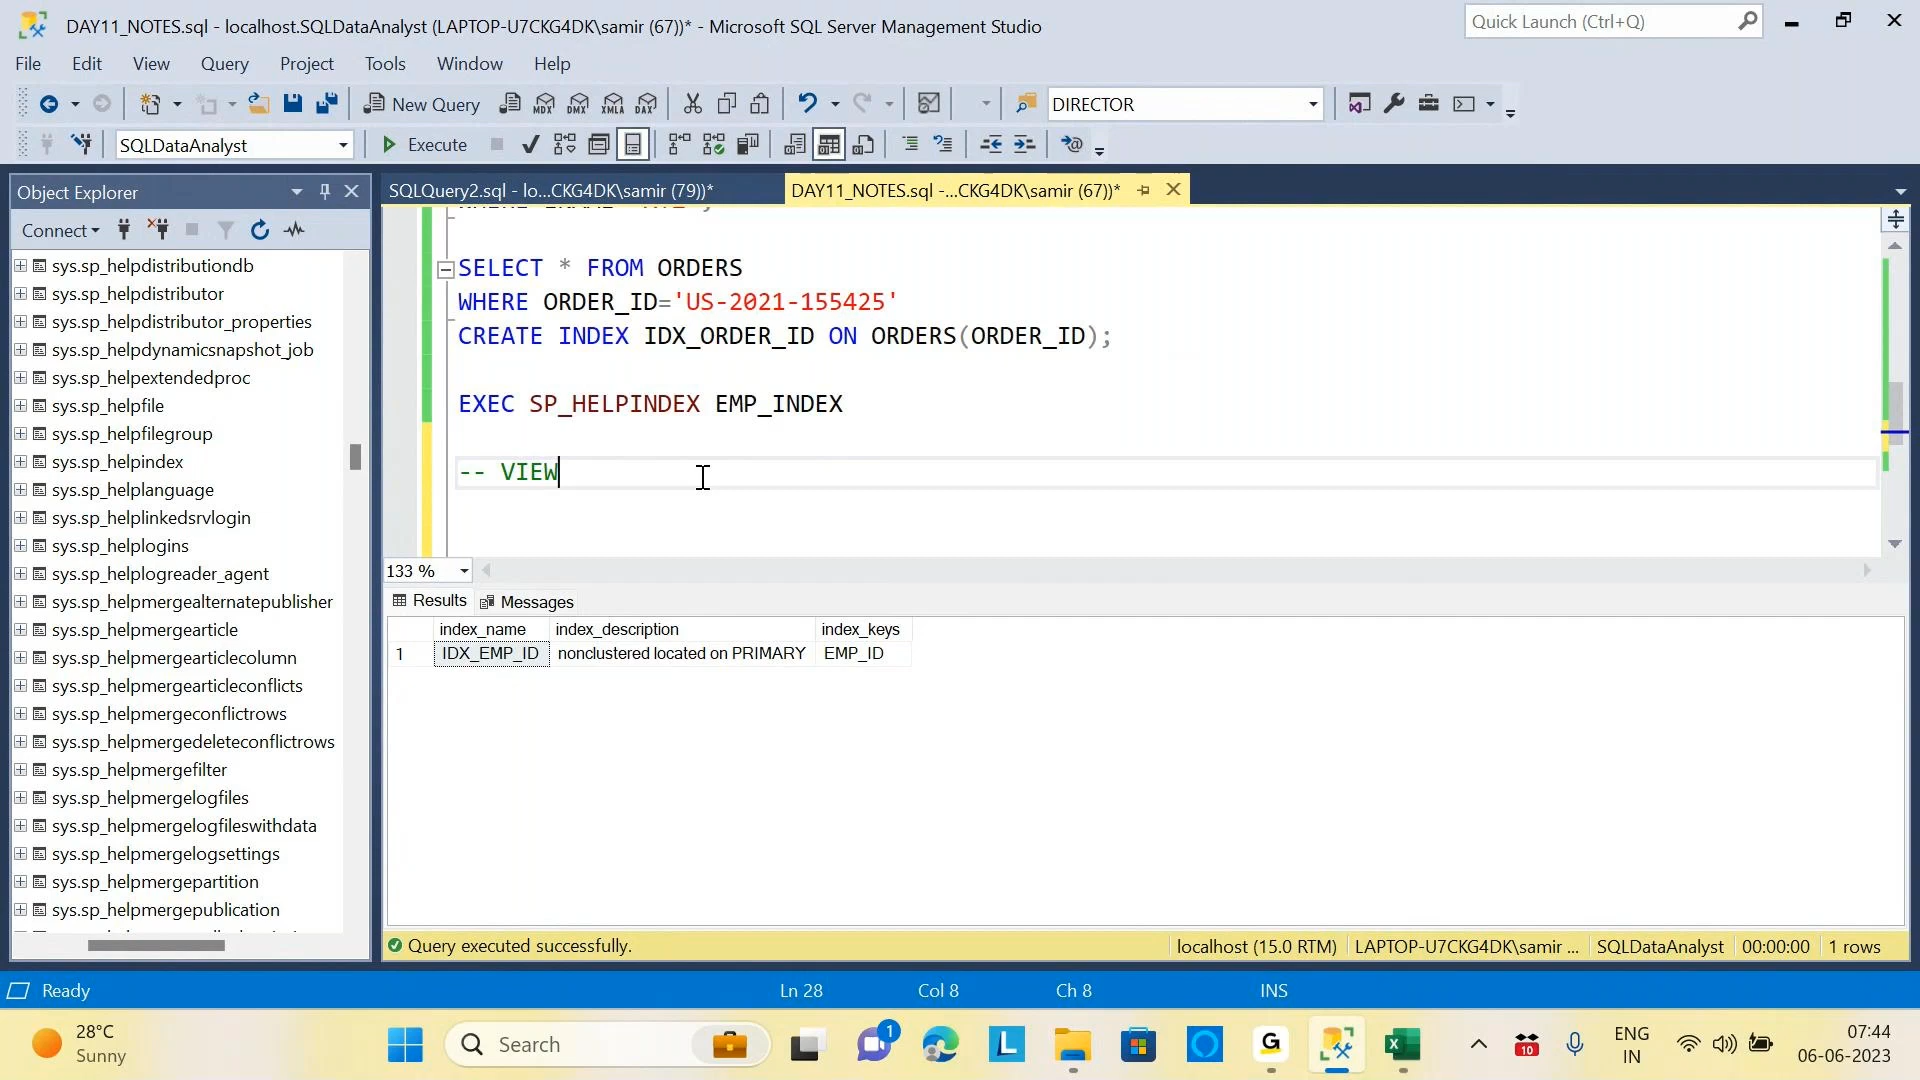 DAY11_NOTES.sql - localhost.SQLDataAnalyst (LAPTOP-U7CKG4DK\samir (67))* - Microsoft SQL Server Management Studio
Quick Launch (Ctrl+Q)
File Edit View Query Project Tools Window Help
New Query
MDX DMX XMLA DAX
DIRECTOR
SQLDataAnalyst
Execute
Object Explorer
SQLQuery2.sql - lo...CKG4DK\samir (79))*
DAY11_NOTES.sql -...CKG4DK\samir (67))*
Connect
sys.sp_helpdistributiondb
sys.sp_helpdistributor
sys.sp_helpdistributor_properties
sys.sp_helpdynamicsnapshot_job
sys.sp_helpextendedproc
sys.sp_helpfile
sys.sp_helpfilegroup
sys.sp_helpindex
sys.sp_helplanguage
sys.sp_helplinkedsrvlogin
sys.sp_helplogins
sys.sp_helplogreader_agent
sys.sp_helpmergealternatepublisher
sys.sp_helpmergearticle
sys.sp_helpmergearticlecolumn
sys.sp_helpmergearticleconflicts
sys.sp_helpmergeconflictrows
sys.sp_helpmergedeleteconflictrows
sys.sp_helpmergefilter
sys.sp_helpmergelogfiles
sys.sp_helpmergelogfileswithdata
sys.sp_helpmergelogsettings
sys.sp_helpmergepartition
sys.sp_helpmergepublication
SELECT * FROM ORDERS
WHERE ORDER_ID='US-2021-155425'
CREATE INDEX IDX_ORDER_ID ON ORDERS(ORDER_ID);
EXEC SP_HELPINDEX EMP_INDEX
-- VIEW
133 %
Results Messages
index_name index_description index_keys
1 IDX_EMP_ID nonclustered located on PRIMARY EMP_ID
Query executed successfully.
localhost (15.0 RTM) LAPTOP-U7CKG4DK\samir ... SQLDataAnalyst 00:00:00 1 rows
Ready
Ln 28 Col 8 Ch 8 INS
28°C
Sunny
Search
1
L
G
X
10
ENG
IN
07:44
06-06-2023